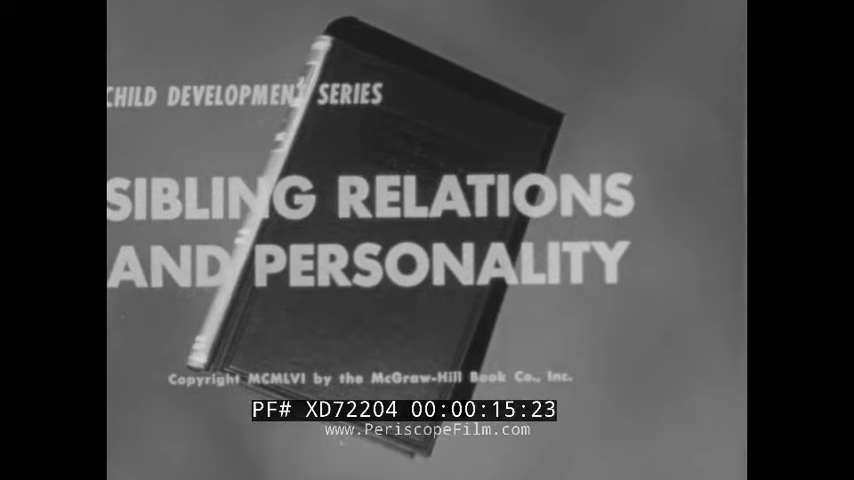 CHILD DEVELOPMENT SERIES
SIBLING RELATIONS
AND PERSONALITY
Copyright MCMLVI by the McGraw-Hill Book Co., Inc.
PF# XD72204 00:00:15:23
www.PeriscopeFilm.com